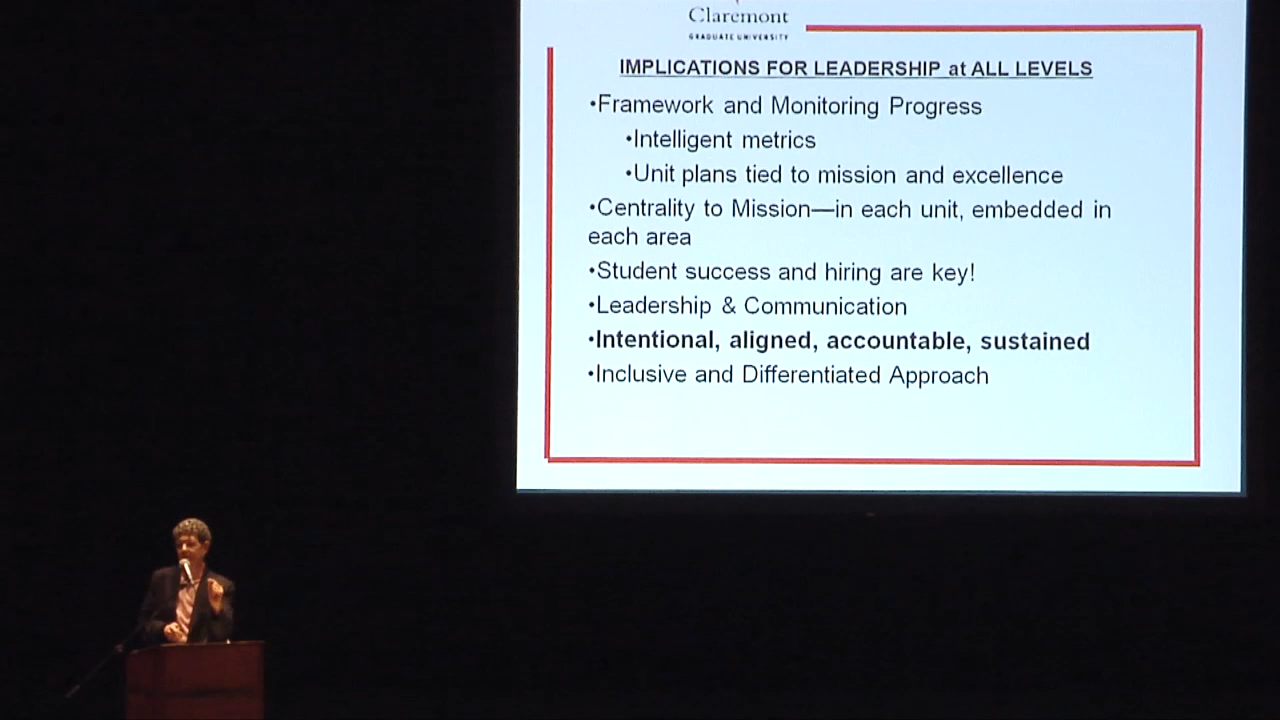 Claremont
GRADUATE UNIVERSITY
IMPLICATIONS FOR LEADERSHIP at ALL LEVELS
•Framework and Monitoring Progress
•Intelligent metrics
•Unit plans tied to mission and excellence
•Centrality to Mission—in each unit, embedded in
each area
•Student success and hiring are key!
•Leadership & Communication
•Intentional, aligned, accountable, sustained
•Inclusive and Differentiated Approach